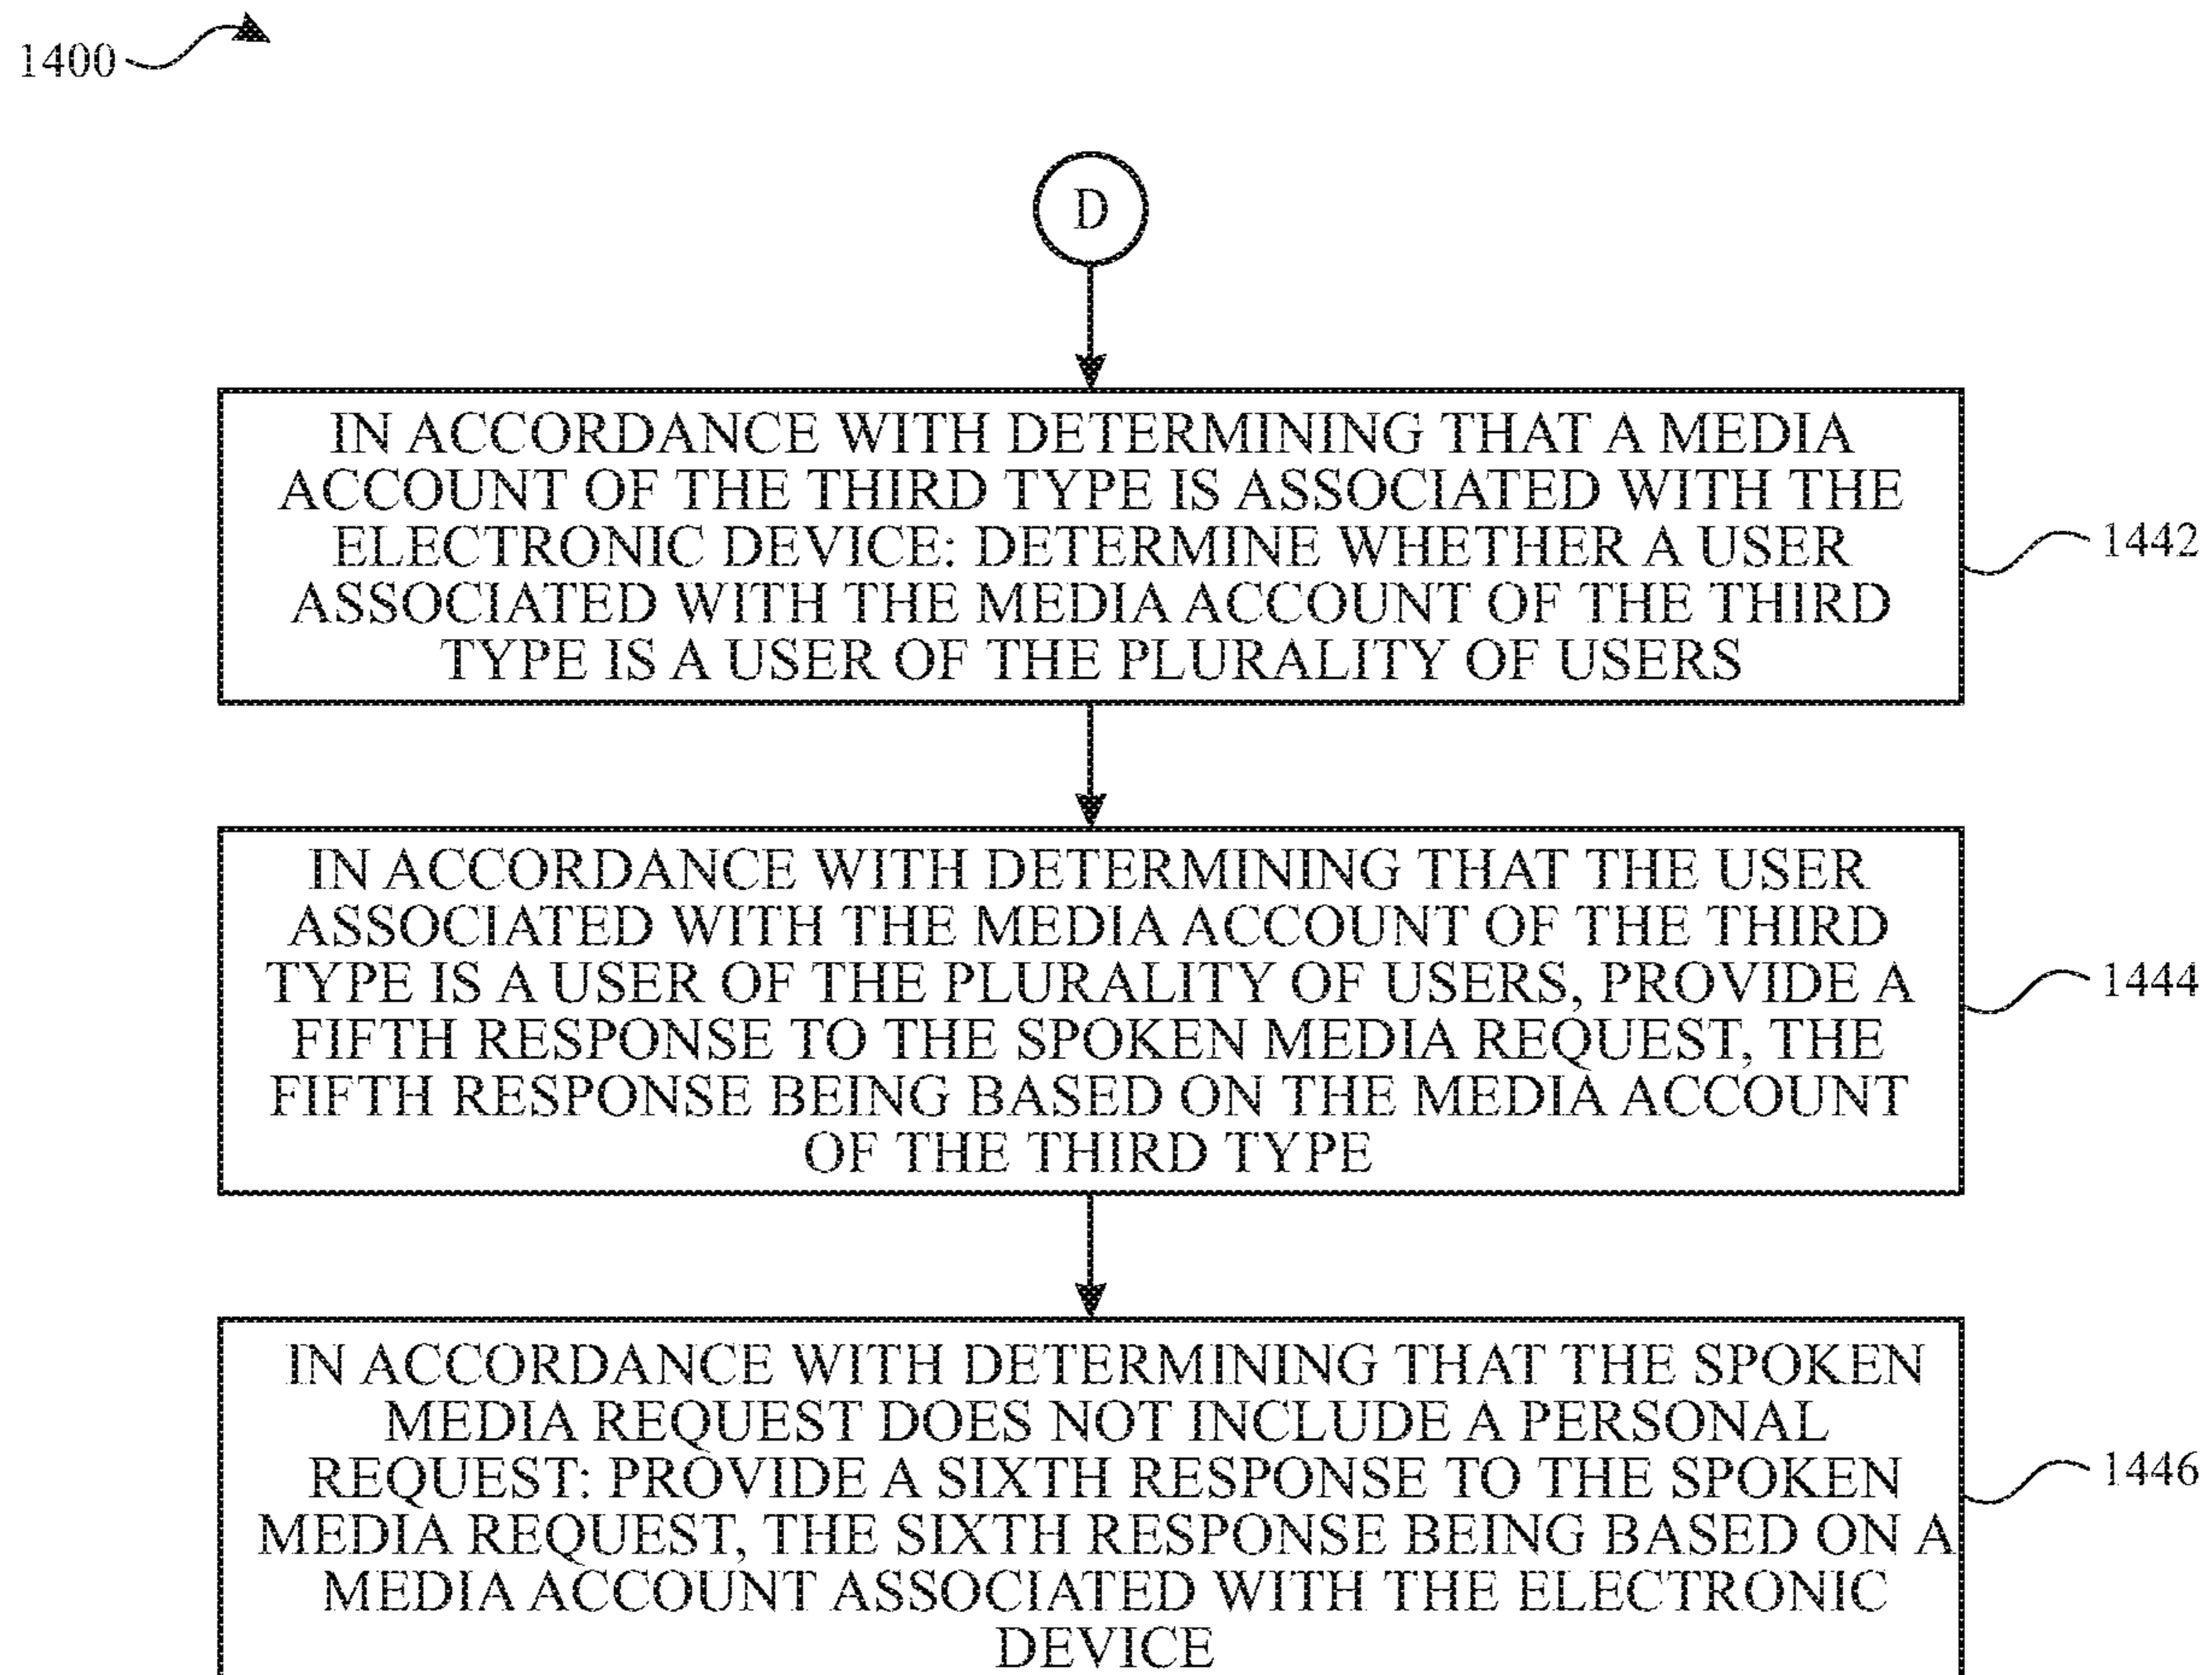 1400
D
IN ACCORDANCE WITH DETERMINING THAT A MEDIA
ACCOUNT OF THE THIRD TYPE IS ASSOCIATED WITH THE
ELECTRONIC DEVICE: DETERMINE WHETHER A USER
ASSOCIATED WITH THE MEDIA ACCOUNT OF THE THIRD
TYPE IS A USER OF THE PLURALITY OF USERS
1442
IN ACCORDANCE WITH DETERMINING THAT THE USER
ASSOCIATED WITH THE MEDIA ACCOUNT OF THE THIRD
TYPE IS A USER OF THE PLURALITY OF USERS, PROVIDE A
FIFTH RESPONSE TO THE SPOKEN MEDIA REQUEST, THE
FIFTH RESPONSE BEING BASED ON THE MEDIA ACCOUNT
OF THE THIRD TYPE
1444
IN ACCORDANCE WITH DETERMINING THAT THE SPOKEN
MEDIA REQUEST DOES NOT INCLUDE A PERSONAL
REQUEST: PROVIDE A SIXTH RESPONSE TO THE SPOKEN
MEDIA REQUEST, THE SIXTH RESPONSE BEING BASED ON A
MEDIA ACCOUNT ASSOCIATED WITH THE ELECTRONIC
DEVICE
1446